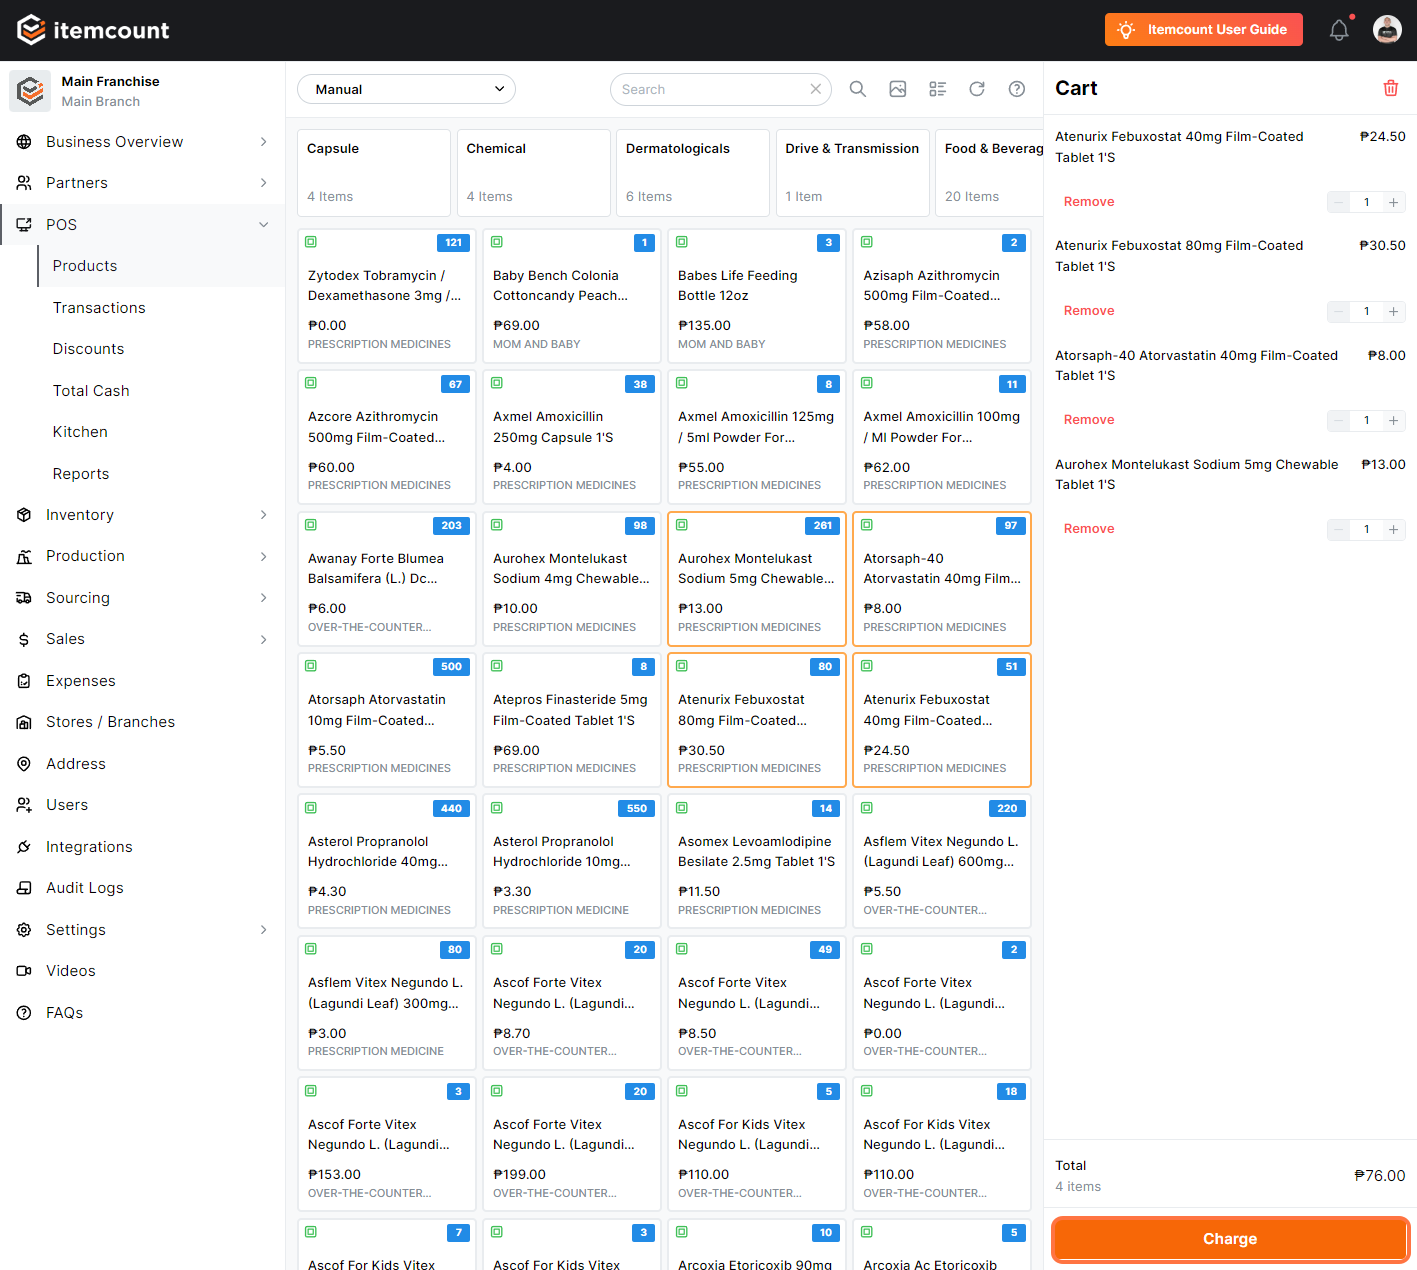 itemcount
Itemcount User Guide
Main Franchise
Main Branch
Business Overview
Partners
POS
Products
Transactions
Discounts
Total Cash
Kitchen
Reports
Inventory
Production
Sourcing
Sales
Expenses
Stores / Branches
Address
Users
Integrations
Audit Logs
Settings
Videos
FAQs
Manual
Search
Capsule
4 Items
Chemical
4 Items
Dermatologicals
6 Items
Drive & Transmission
1 Item
Food & Beverag
20 Items
121
Zytodex Tobramycin /
Dexamethasone 3mg /...
₱0.00
PRESCRIPTION MEDICINES
1
Baby Bench Colonia
Cottoncandy Peach...
₱69.00
MOM AND BABY
3
Babes Life Feeding
Bottle 12oz
₱135.00
MOM AND BABY
2
Azisaph Azithromycin
500mg Film-Coated...
₱58.00
PRESCRIPTION MEDICINES
67
Azcore Azithromycin
500mg Film-Coated...
₱60.00
PRESCRIPTION MEDICINES
38
Axmel Amoxicillin
250mg Capsule 1'S
₱4.00
PRESCRIPTION MEDICINES
8
Axmel Amoxicillin 125mg
/ 5ml Powder For...
₱55.00
PRESCRIPTION MEDICINES
11
Axmel Amoxicillin 100mg
/ Ml Powder For...
₱62.00
PRESCRIPTION MEDICINES
203
Awanay Forte Blumea
Balsamifera (L.) Dc...
₱6.00
OVER-THE-COUNTER...
98
Aurohex Montelukast
Sodium 4mg Chewable...
₱10.00
PRESCRIPTION MEDICINES
261
Aurohex Montelukast
Sodium 5mg Chewable...
₱13.00
PRESCRIPTION MEDICINES
97
Atorsaph-40
Atorvastatin 40mg Film...
₱8.00
PRESCRIPTION MEDICINES
500
Atorsaph Atorvastatin
10mg Film-Coated...
₱5.50
PRESCRIPTION MEDICINES
8
Atepros Finasteride 5mg
Film-Coated Tablet 1'S
₱69.00
PRESCRIPTION MEDICINES
80
Atenurix Febuxostat
80mg Film-Coated...
₱30.50
PRESCRIPTION MEDICINES
51
Atenurix Febuxostat
40mg Film-Coated...
₱24.50
PRESCRIPTION MEDICINES
440
Asterol Propranolol
Hydrochloride 40mg...
₱4.30
PRESCRIPTION MEDICINES
550
Asterol Propranolol
Hydrochloride 10mg...
₱3.30
PRESCRIPTION MEDICINE
14
Asomex Levoamlodipine
Besilate 2.5mg Tablet 1'S
₱11.50
PRESCRIPTION MEDICINES
220
Asflem Vitex Negundo L.
(Lagundi Leaf) 600mg...
₱5.50
OVER-THE-COUNTER...
80
Asflem Vitex Negundo L.
(Lagundi Leaf) 300mg...
₱3.00
PRESCRIPTION MEDICINE
20
Ascof Forte Vitex
Negundo L. (Lagundi...
₱8.70
OVER-THE-COUNTER...
49
Ascof Forte Vitex
Negundo L. (Lagundi...
₱8.50
OVER-THE-COUNTER...
2
Ascof Forte Vitex
Negundo L. (Lagundi...
₱0.00
OVER-THE-COUNTER...
3
Ascof Forte Vitex
Negundo L. (Lagundi...
₱153.00
OVER-THE-COUNTER...
20
Ascof Forte Vitex
Negundo L. (Lagundi...
₱199.00
OVER-THE-COUNTER...
5
Ascof For Kids Vitex
Negundo L. (Lagundi...
₱110.00
OVER-THE-COUNTER...
18
Ascof For Kids Vitex
Negundo L. (Lagundi...
₱110.00
OVER-THE-COUNTER...
7
Ascof For Kids Vitex
3
Ascof For Kids Vitex
10
Arcoxia Etoricoxib 90mg
5
Arcoxia Ac Etoricoxib
Cart
Atenurix Febuxostat 40mg Film-Coated ₱24.50
Tablet 1'S
Remove 1
Atenurix Febuxostat 80mg Film-Coated ₱30.50
Tablet 1'S
Remove 1
Atorsaph-40 Atorvastatin 40mg Film-Coated ₱8.00
Tablet 1'S
Remove 1
Aurohex Montelukast Sodium 5mg Chewable ₱13.00
Tablet 1'S
Remove 1
Total
4 items
₱76.00
Charge